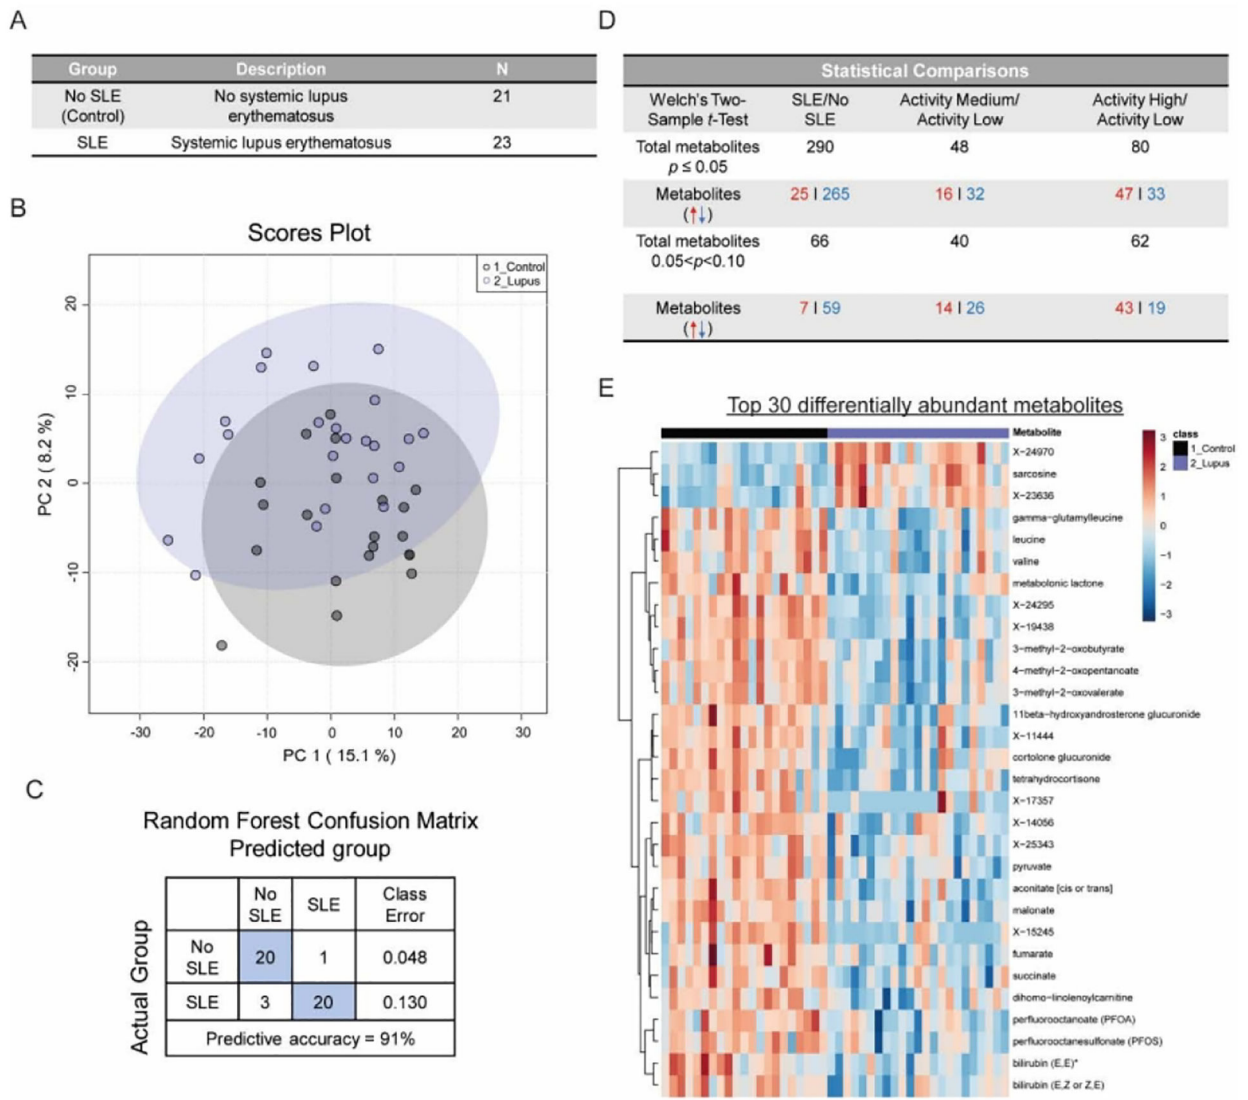 A
Group Description N
No SLE (Control) No systemic lupus erythematosus 21
SLE Systemic lupus erythematosus 23
B
Scores Plot
1_Control
2_Lupus
20
10
0
-10
-20
PC 2 ( 8.2 %)
-30 -20 -10 0 10 20 30
PC 1 ( 15.1 %)
C
Random Forest Confusion Matrix
Predicted group
Actual Group
No SLE SLE Class Error
No SLE 20 1 0.048
SLE 3 20 0.130
Predictive accuracy = 91%
D
Statistical Comparisons
Welch's Two-Sample t-Test SLE/No SLE Activity Medium/Activity Low Activity High/Activity Low
Total metabolites p ≤ 0.05 290 48 80
Metabolites (↑↓) 25 | 265 16 | 32 47 | 33
Total metabolites 0.05<p<0.10 66 40 62
Metabolites (↑↓) 7 | 59 14 | 26 43 | 19
E
Top 30 differentially abundant metabolites
Metabolite
X−24970
sarcosine
X−23636
gamma−glutamylleucine
leucine
valine
metabolonic lactone
X−24295
X−19438
3−methyl−2−oxobutyrate
4−methyl−2−oxopentanoate
3−methyl−2−oxovalerate
11beta−hydroxyandrosterone glucuronide
X−11444
cortolone glucuronide
tetrahydrocortisone
X−17357
X−14056
X−25343
pyruvate
aconitate [cis or trans]
malonate
X−15245
fumarate
succinate
dihomo−linolenoylcarnitine
perfluorooctanoate (PFOA)
perfluorooctanesulfonate (PFOS)
bilirubin (E,E)*
bilirubin (E,Z or Z,E)
3
2
1
0
−1
−2
−3
class
1_Control
2_Lupus